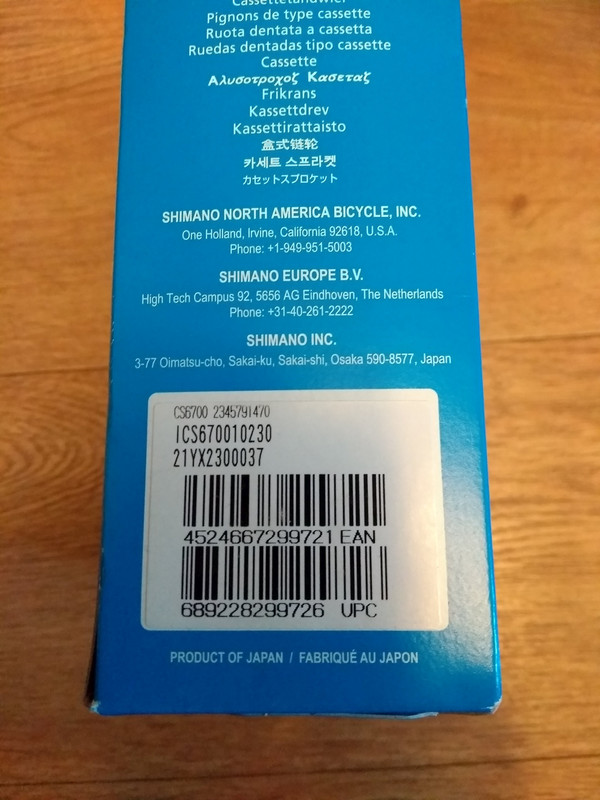 Cassettetandwiel
Pignons de type cassette
Ruota dentata a cassetta
Ruedas dentadas tipo cassette
Cassette
Αλυσοτροχοζ Κασεταζ
Frikrans
Kassettdrev
Kassettirattaisto
盒式链轮
카세트 스프라켓
カセットスプロケット
SHIMANO NORTH AMERICA BICYCLE, INC.
One Holland, Irvine, California 92618, U.S.A.
Phone: +1-949-951-5003
SHIMANO EUROPE B.V.
High Tech Campus 92, 5656 AG Eindhoven, The Netherlands
Phone: +31-40-261-2222
SHIMANO INC.
3-77 Oimatsu-cho, Sakai-ku, Sakai-shi, Osaka 590-8577, Japan
CS6700 2345791470
ICS670010230
21YX2300037
4524667299721 EAN
689228299726 UPC
PRODUCT OF JAPAN / FABRIQUÉ AU JAPON